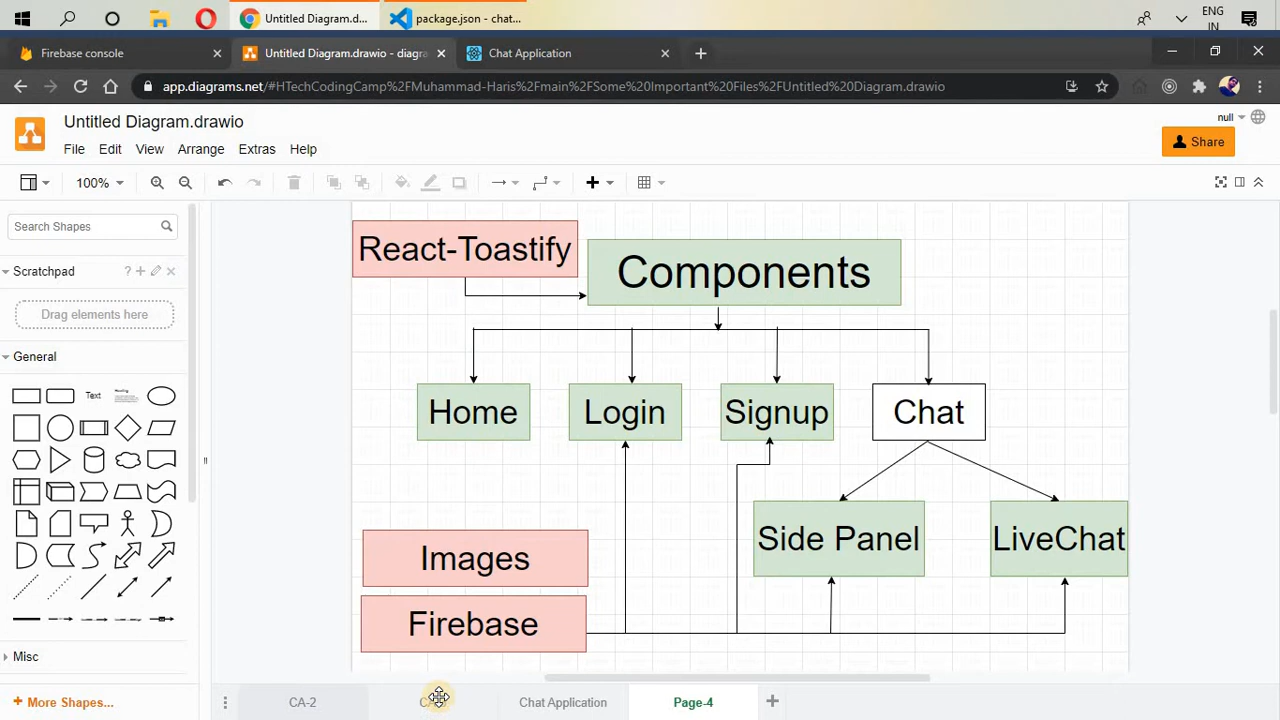 Untitled Diagram.d...
package.json - chat...
ENG
IN
Firebase console
Untitled Diagram.drawio - diagra
Chat Application
app.diagrams.net/#HTechCodingCamp%2FMuhammad-Haris%2Fmain%2FSome%20Important%20Files%2FUntitled%20Diagram.drawio
Untitled Diagram.drawio
null
File Edit View Arrange Extras Help
Share
100%
Search Shapes
Scratchpad
Drag elements here
General
Text
Heading
Misc
+ More Shapes...
React-Toastify
Components
Home
Login
Signup
Chat
Side Panel
LiveChat
Images
Firebase
CA-2
Chat Application
Page-4